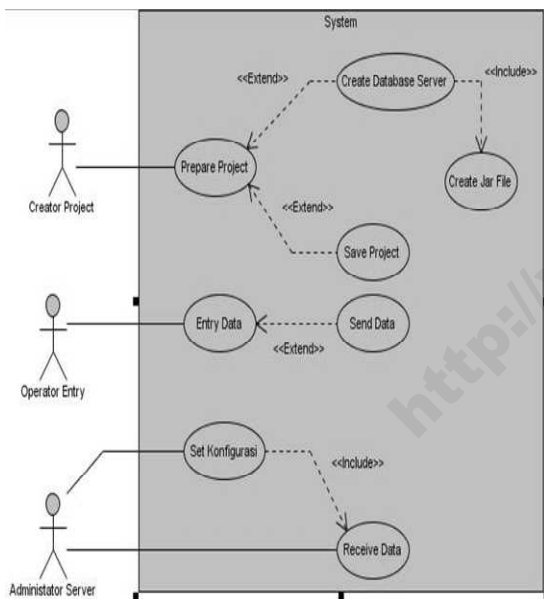 System
<<Extend>>
Create Database Server
<<Include>>
Prepare Project
Create Jar File
Creator Project
<<Extend>>
Save Project
Entry Data
Send Data
<<Extend>>
Operator Entry
Set Konfigurasi
<<Include>>
Receive Data
Administator Server
http://